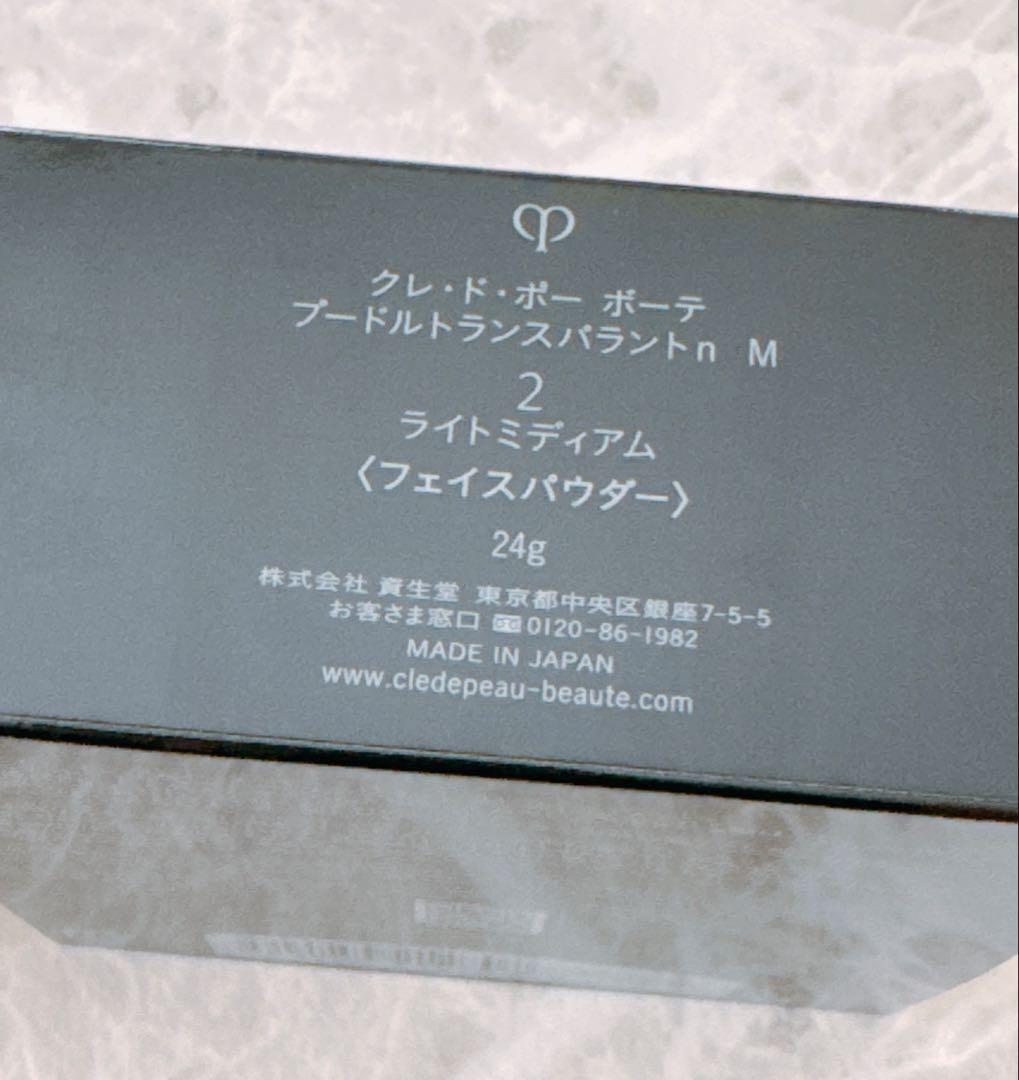 クレ・ド・ポー ボーテ
プードルトランスパラントn M
2
ライトミディアム
〈フェイスパウダー〉
24g
株式会社 資生堂 東京都中央区銀座7-5-5
お客さま窓口 0120-86-1982
MADE IN JAPAN
www.cledepeau-beaute.com